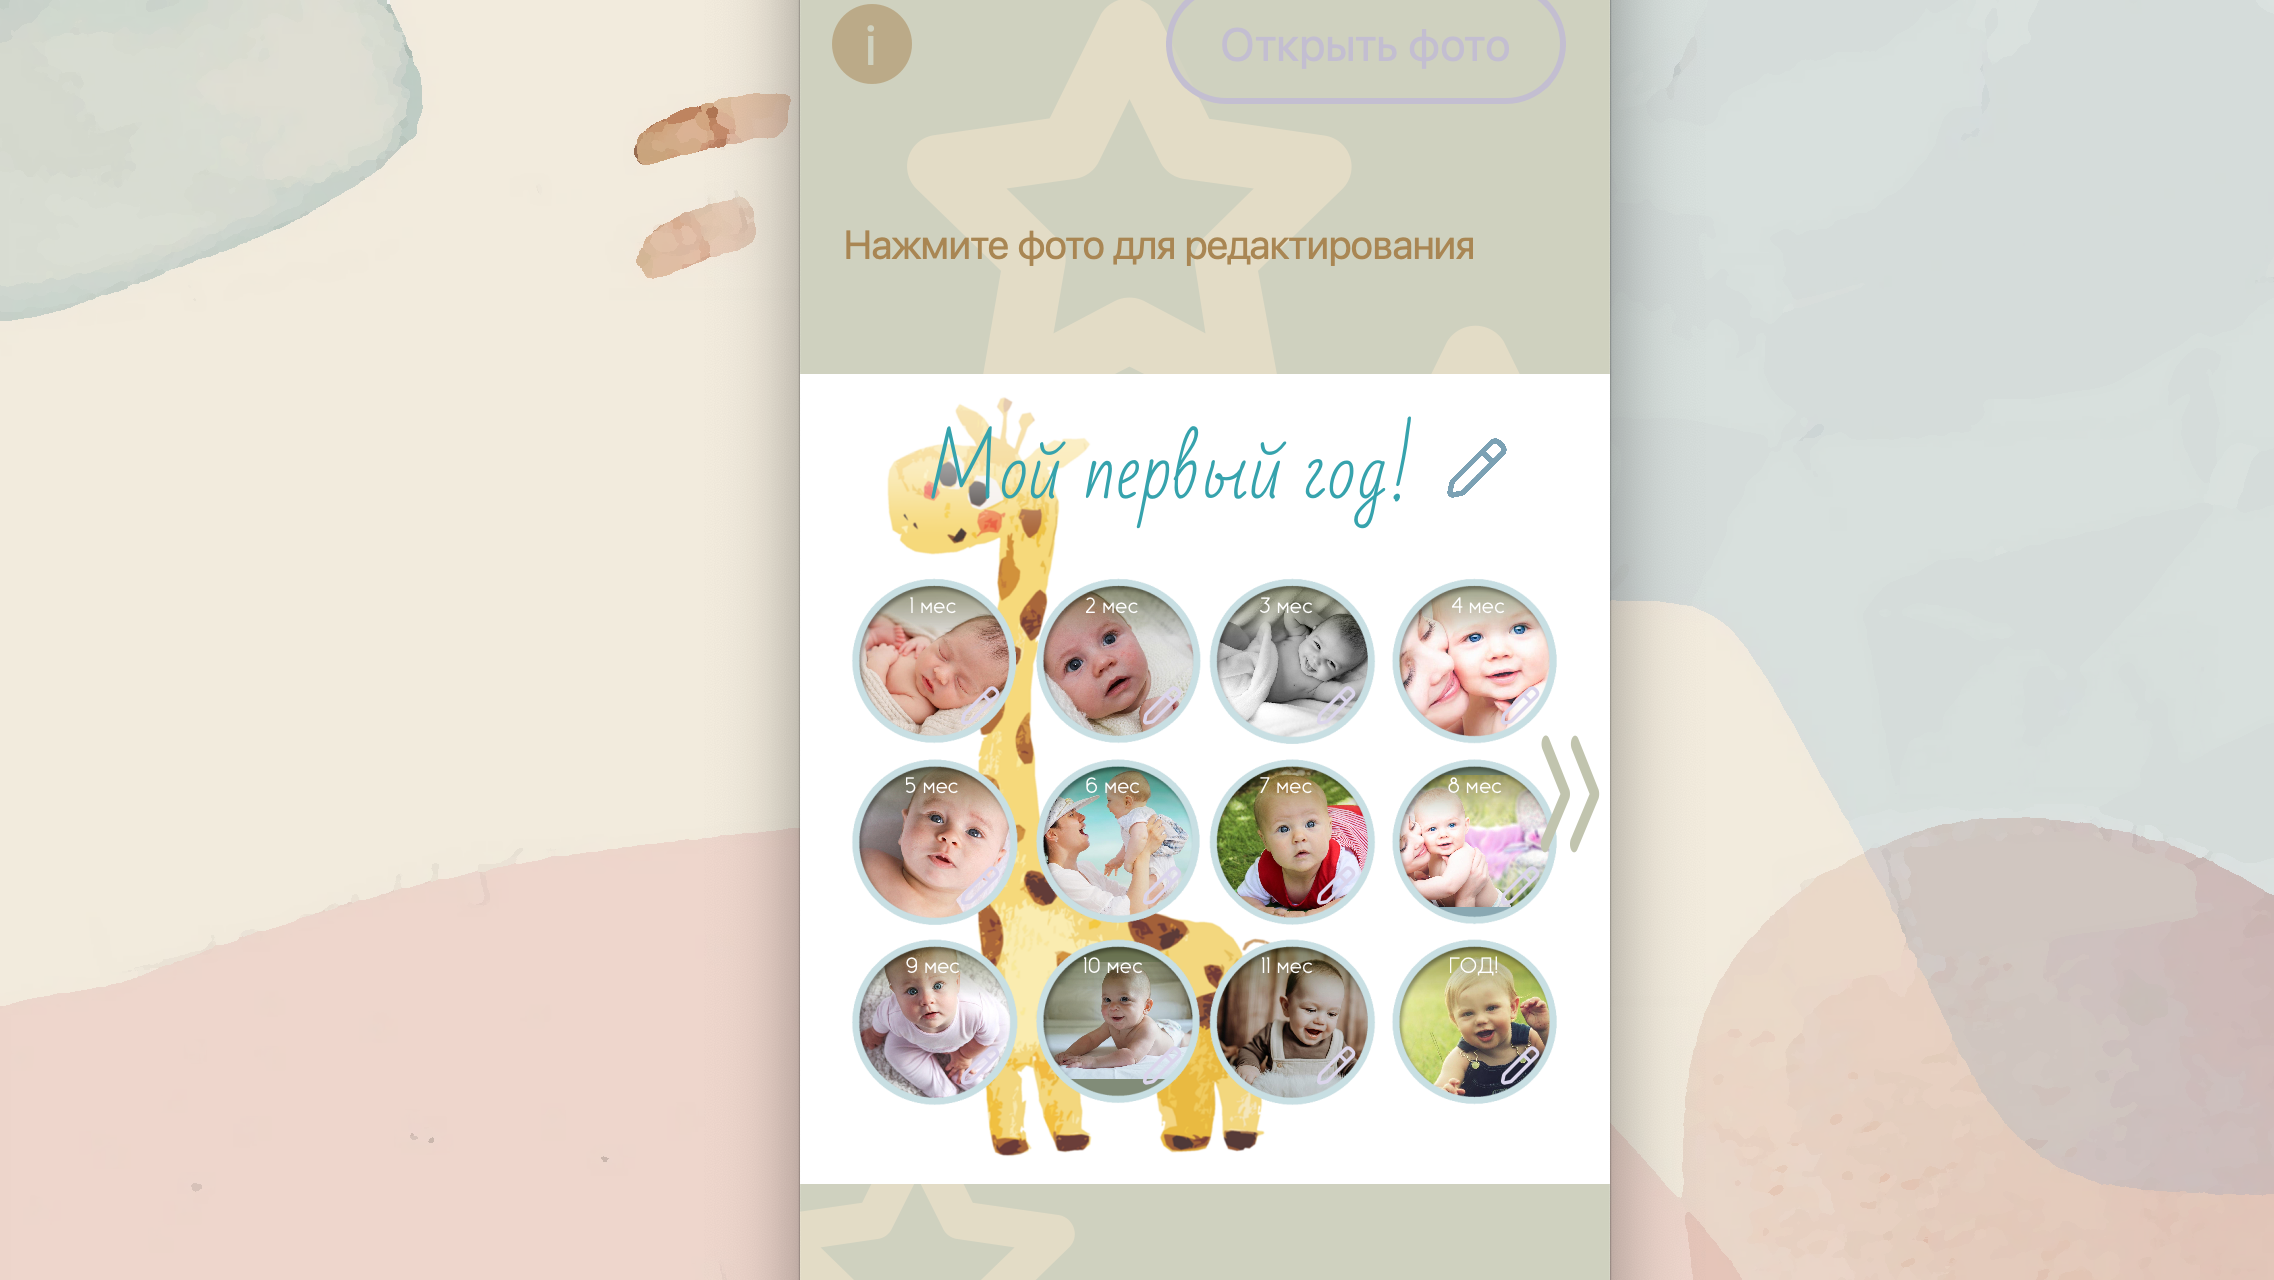 i
Открыть фото
Нажмите фото для редактирования
Мой первый год!
1 мес
2 мес
3 мес
4 мес
5 мес
6 мес
7 мес
8 мес
9 мес
10 мес
11 мес
ГОД!